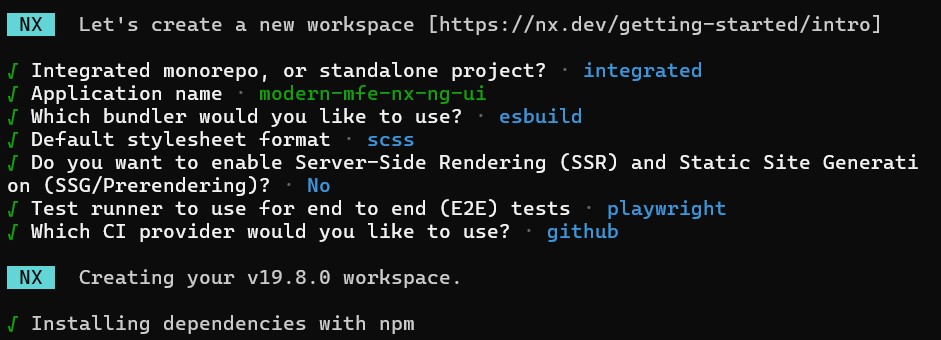 NX Let's create a new workspace [https://nx.dev/getting-started/intro]
√ Integrated monorepo, or standalone project? · integrated
√ Application name · modern-mfe-nx-ng-ui
√ Which bundler would you like to use? · esbuild
√ Default stylesheet format · scss
√ Do you want to enable Server-Side Rendering (SSR) and Static Site Generati
on (SSG/Prerendering)? · No
√ Test runner to use for end to end (E2E) tests · playwright
√ Which CI provider would you like to use? · github
NX Creating your v19.8.0 workspace.
√ Installing dependencies with npm